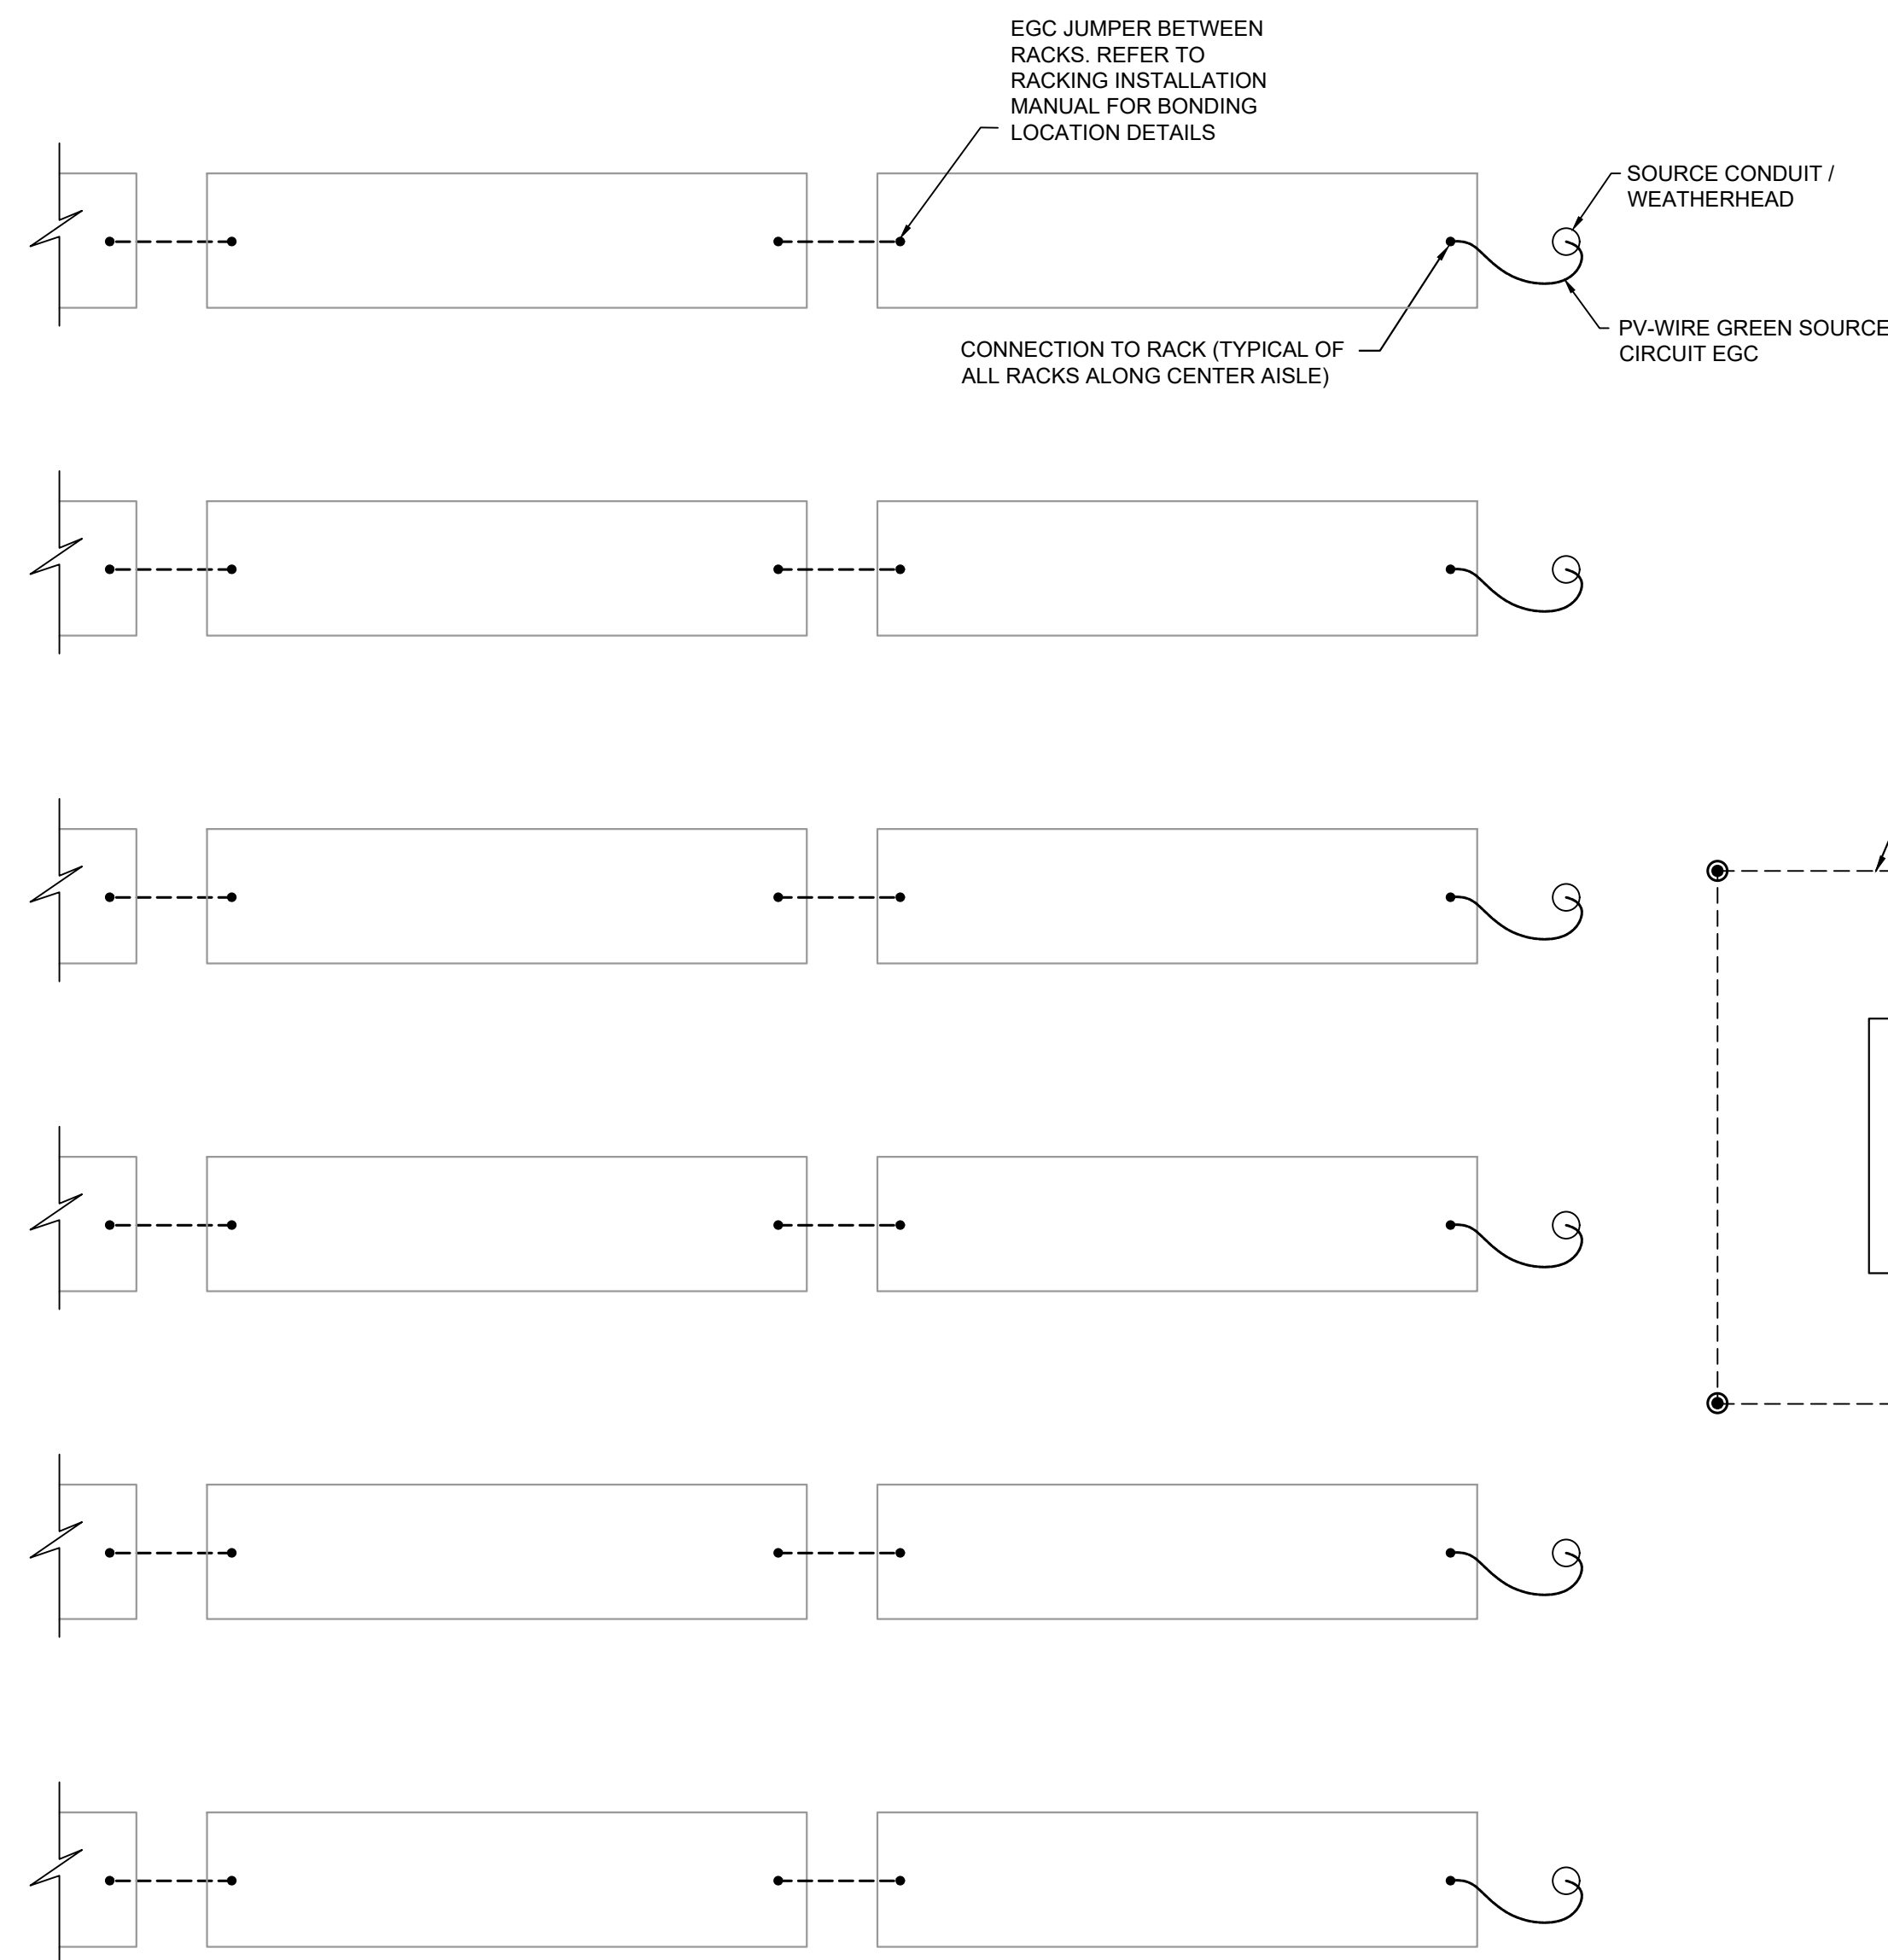 EGC JUMPER BETWEEN
RACKS. REFER TO
RACKING INSTALLATION
MANUAL FOR BONDING
LOCATION DETAILS
SOURCE CONDUIT /
WEATHERHEAD
PV-WIRE GREEN SOURCE
CIRCUIT EGC
CONNECTION TO RACK (TYPICAL OF
ALL RACKS ALONG CENTER AISLE)